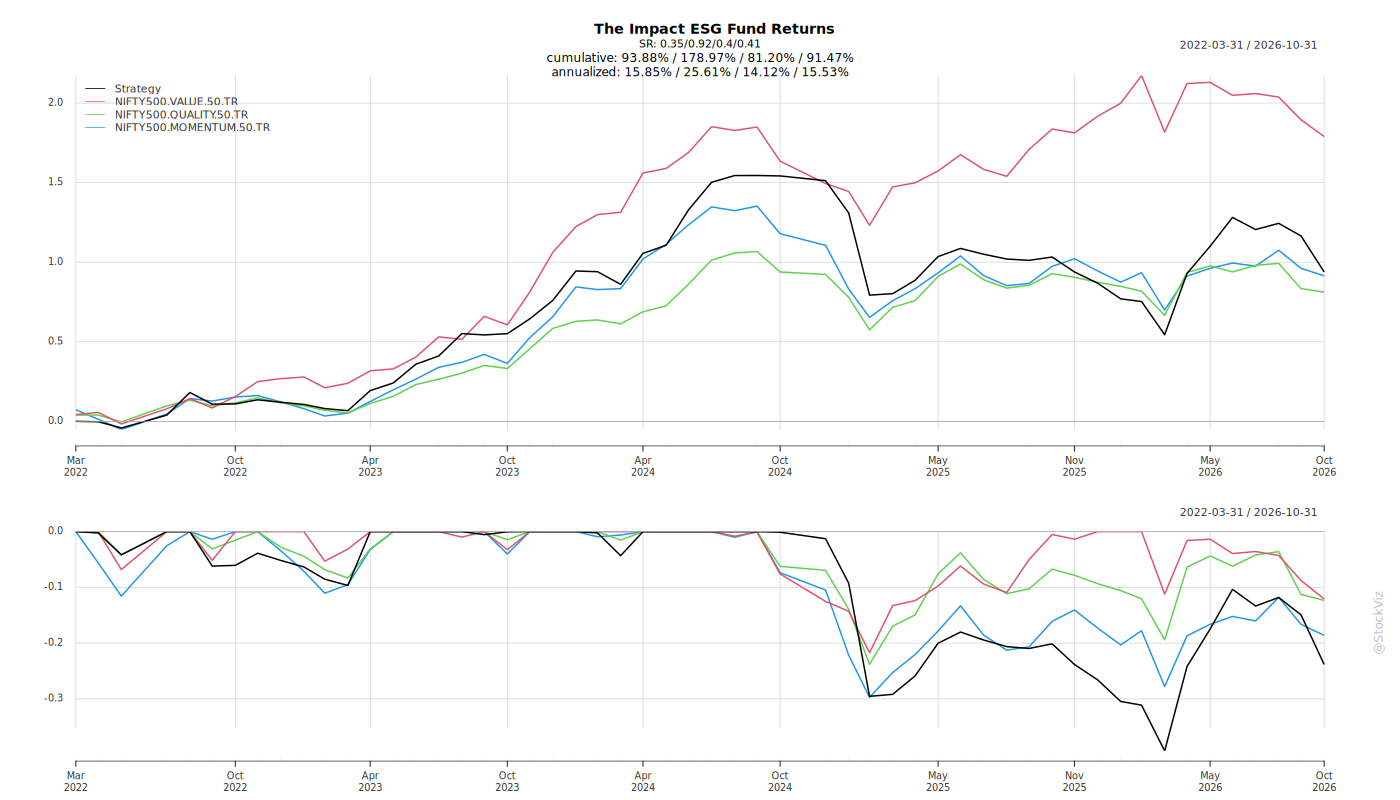 The Impact ESG Fund Returns
SR: 0.35/0.92/0.4/0.41
2022-03-31 / 2026-10-31
cumulative: 93.88% / 178.97% / 81.20% / 91.47%
annualized: 15.85% / 25.61% / 14.12% / 15.53%
Strategy
NIFTY500.VALUE.50.TR
NIFTY500.QUALITY.50.TR
NIFTY500.MOMENTUM.50.TR
2.0
1.5
1.0
0.5
0.0
Mar Oct Apr Oct Apr Oct May Nov May Oct
2022 2022 2023 2023 2024 2024 2025 2025 2026 2026
2022-03-31 / 2026-10-31
0.0
-0.1
-0.2
-0.3
Mar Oct Apr Oct Apr Oct May Nov May Oct
2022 2022 2023 2023 2024 2024 2025 2025 2026 2026
@StockViz